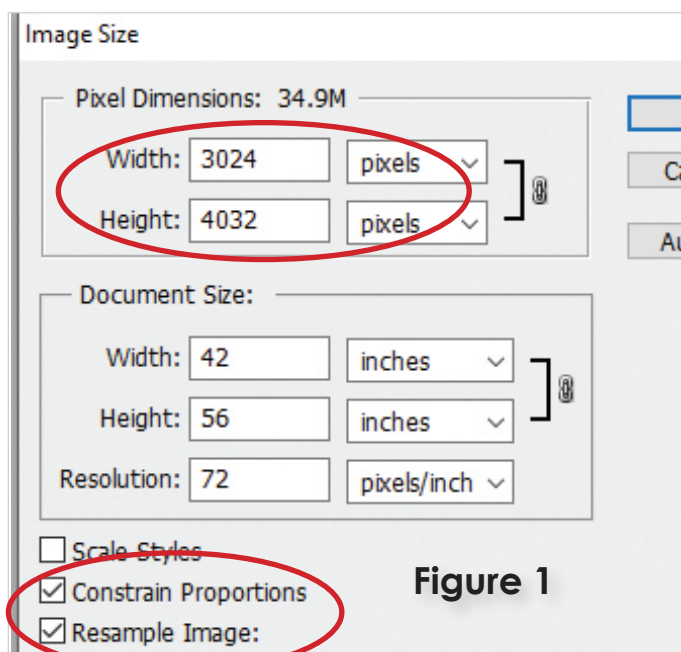 Image Size
Pixel Dimensions: 34.9M
Width: 3024 pixels
Height: 4032 pixels
Document Size:
Width: 42 inches
Height: 56 inches
Resolution: 72 pixels/inch
Scale Styles
Constrain Proportions
Resample Image:
Figure 1